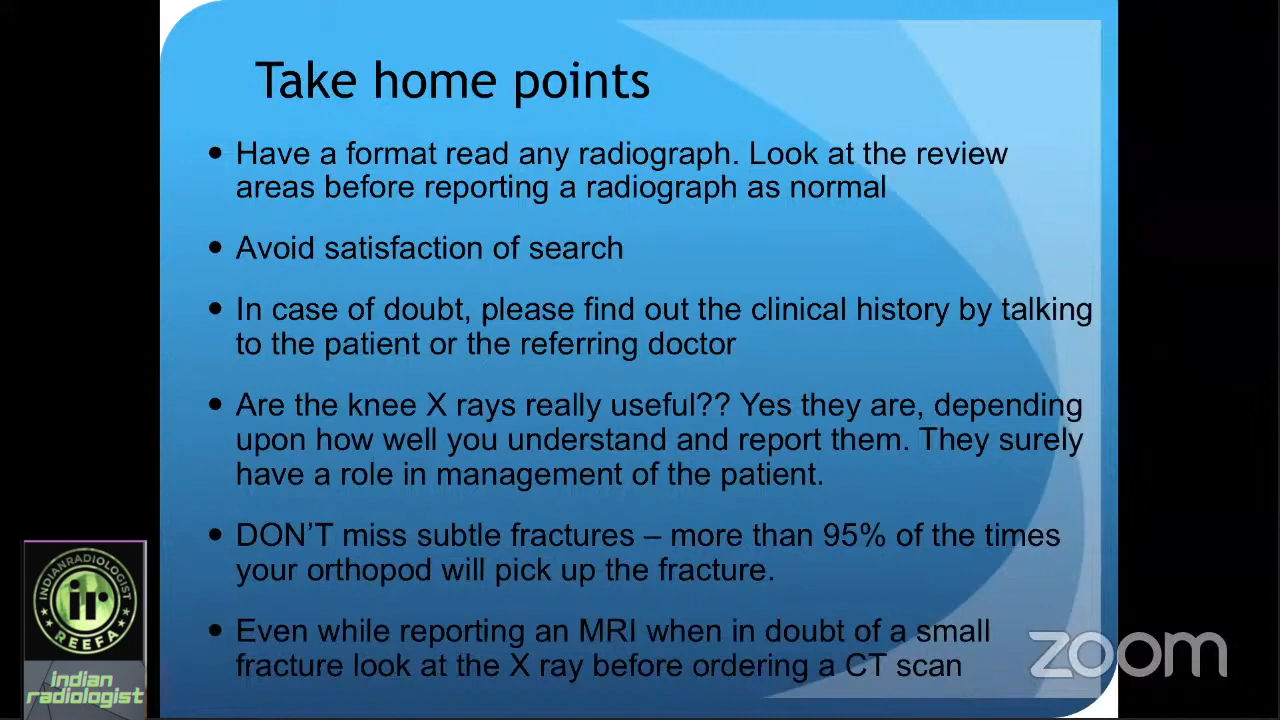 Take home points
• Have a format read any radiograph. Look at the review
areas before reporting a radiograph as normal
• Avoid satisfaction of search
• In case of doubt, please find out the clinical history by talking
to the patient or the referring doctor
• Are the knee X rays really useful?? Yes they are, depending
upon how well you understand and report them. They surely
have a role in management of the patient.
• DON’T miss subtle fractures – more than 95% of the times
your orthopod will pick up the fracture.
• Even while reporting an MRI when in doubt of a small
fracture look at the X ray before ordering a CT scan
INDIANRADIOLOGIST
ir
REEFA
indian
radiologist
zoom